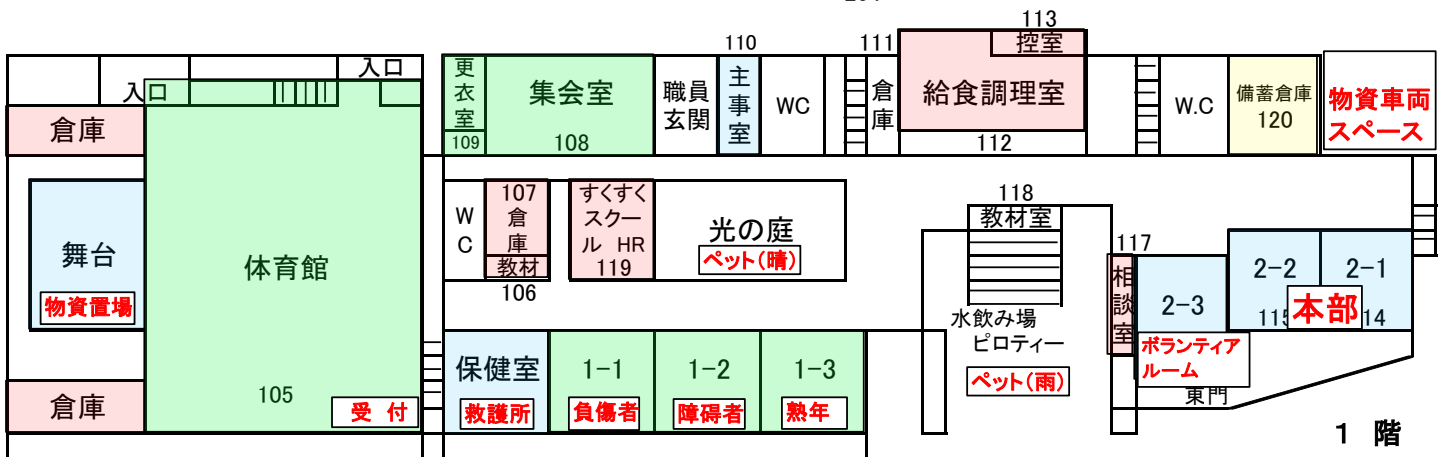 113
110
111
控室
入口
入口
倉庫
更
衣
室
109
集会室
108
職員
玄関
主
事
室
WC
倉
庫
給食調理室
112
W.C
備蓄倉庫
120
物資車両
スペース
舞台
物資置場
体育館
105
受 付
倉庫
W
C
107
倉
庫
教材
106
すくすく
スクー
ル HR
119
光の庭
ペット(晴)
118
教材室
水飲み場
ピロティー
ペット(雨)
117
相
談
室
2-3
ボランティア
ルーム
2-2
2-1
本部
東門
保健室
救護所
1-1
負傷者
1-2
障碍者
1-3
熟年
1 階